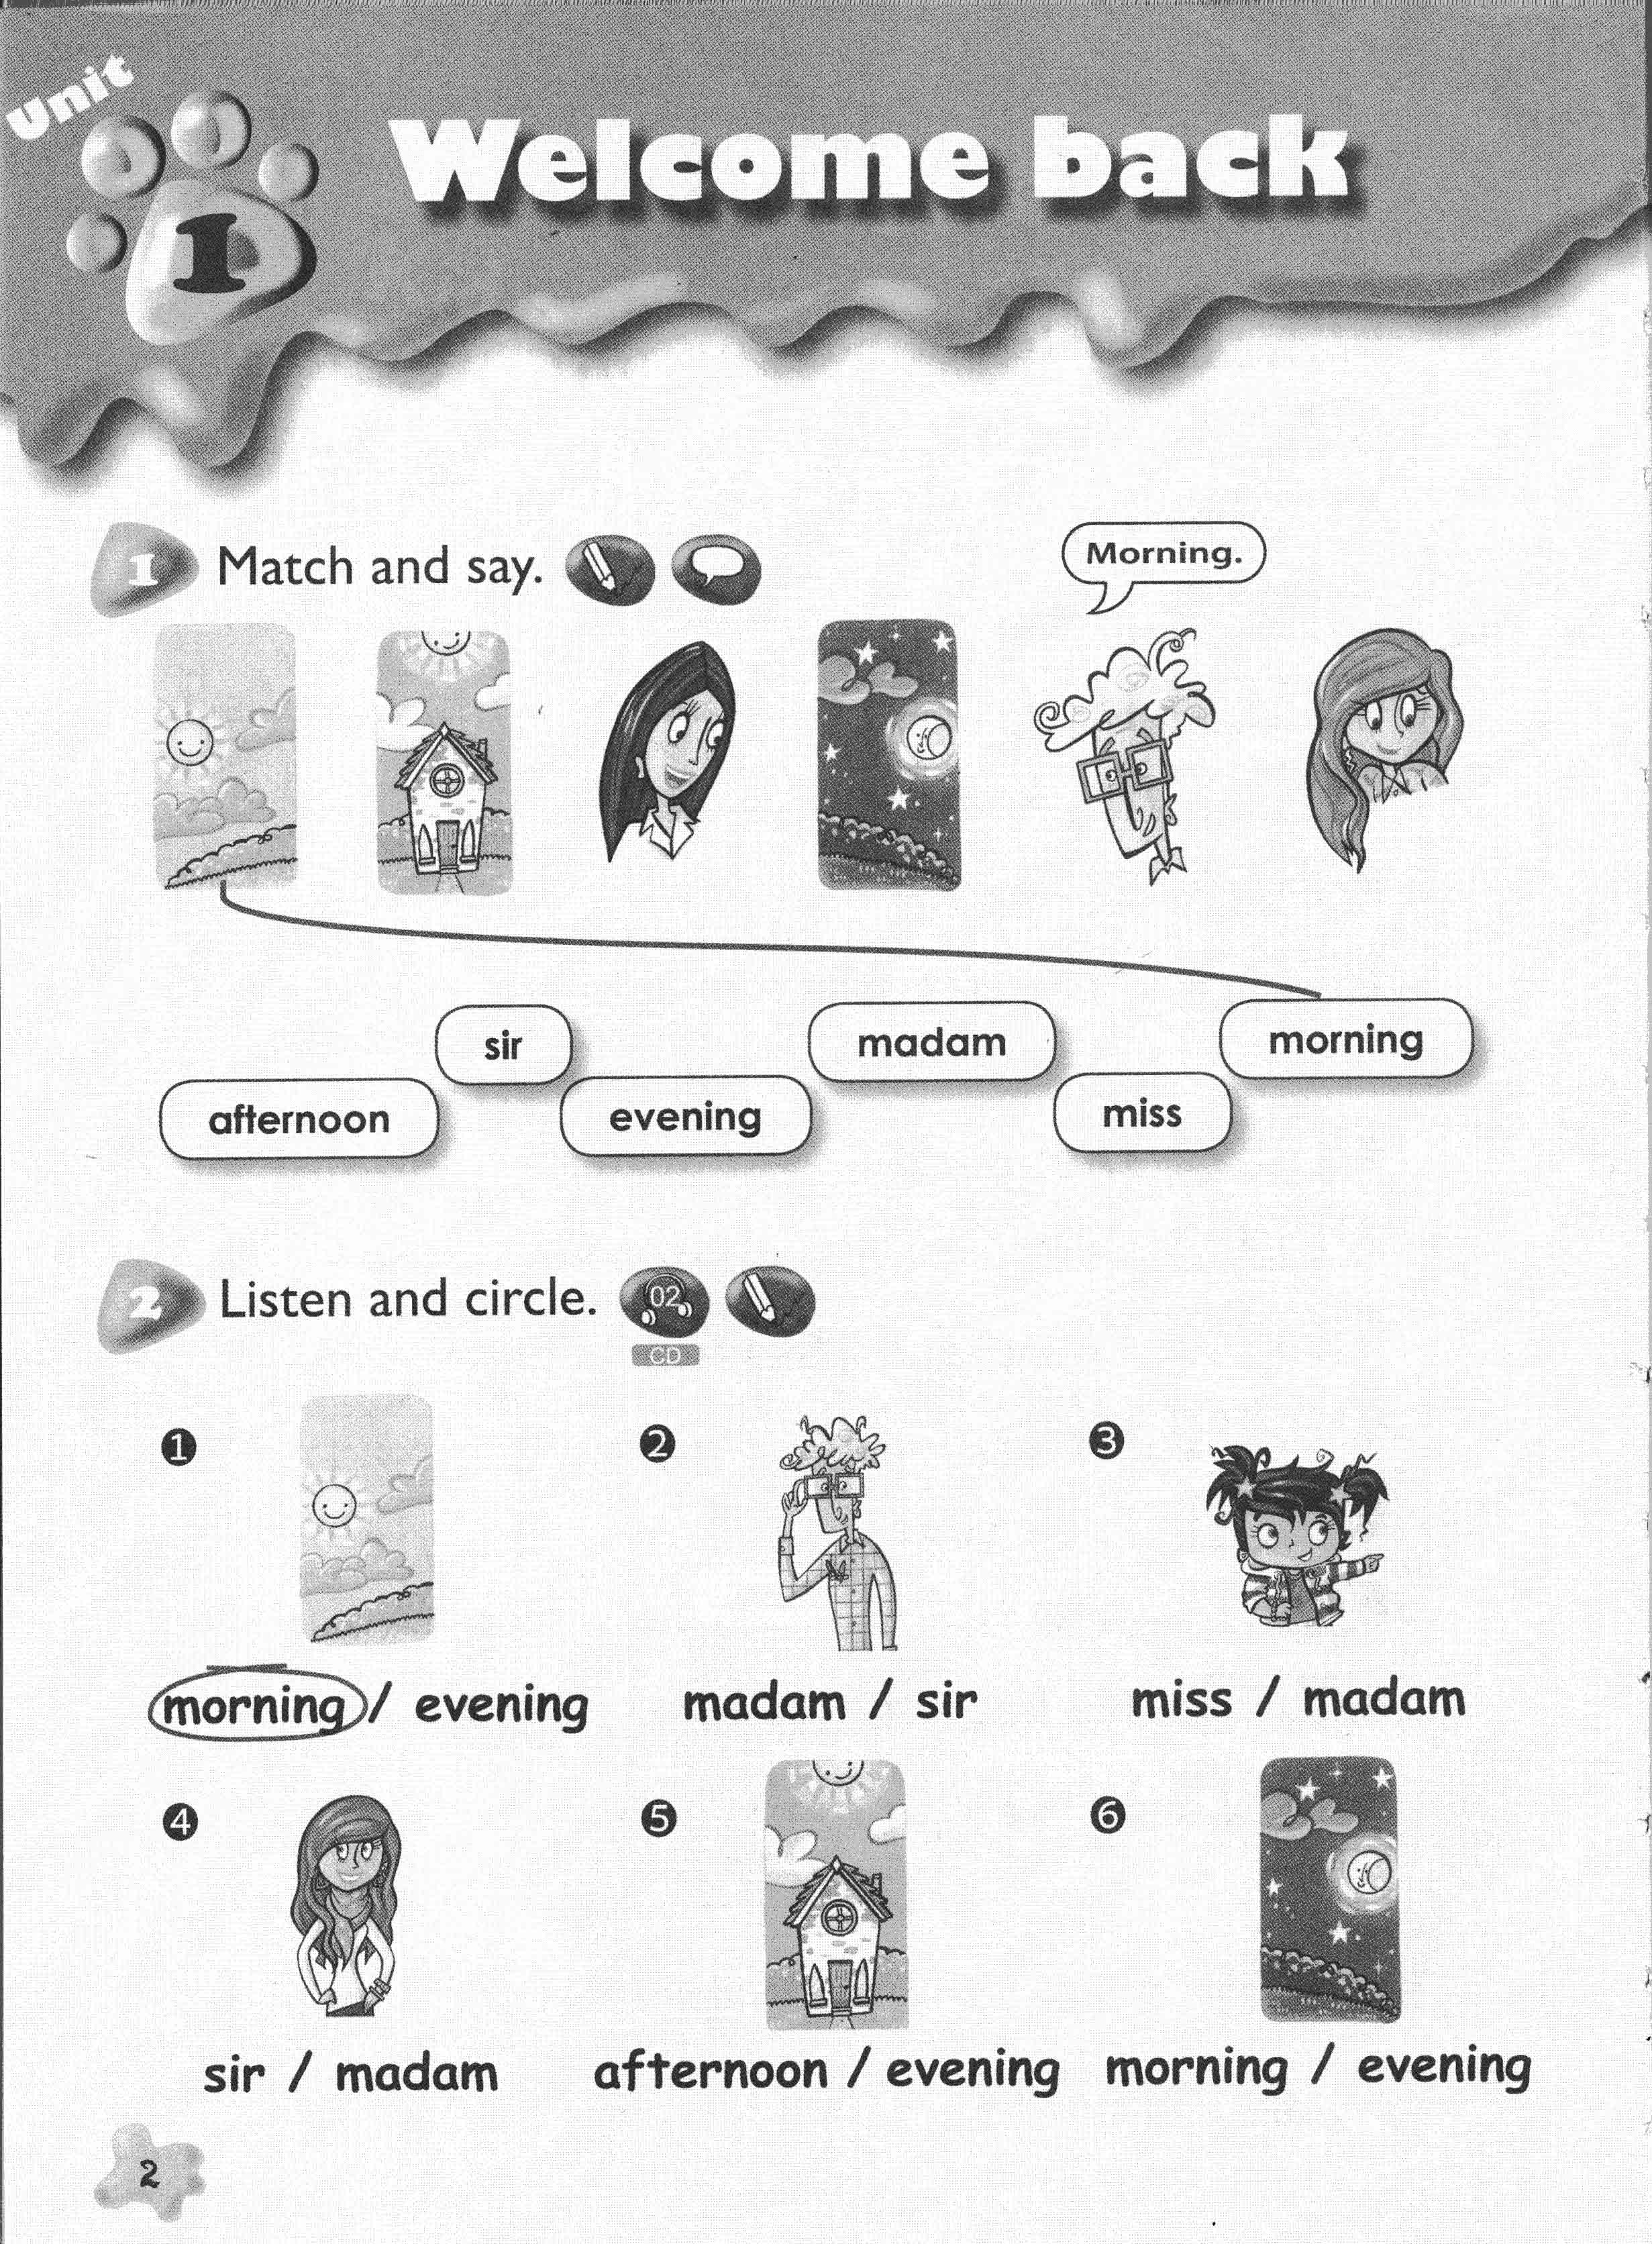 Unit
1
Welcome back
1 Match and say.
Morning.
sir
madam
morning
afternoon
evening
miss
2 Listen and circle.
02
CD
1
2
3
morning / evening
madam / sir
miss / madam
4
5
6
sir / madam
afternoon / evening
morning / evening
2